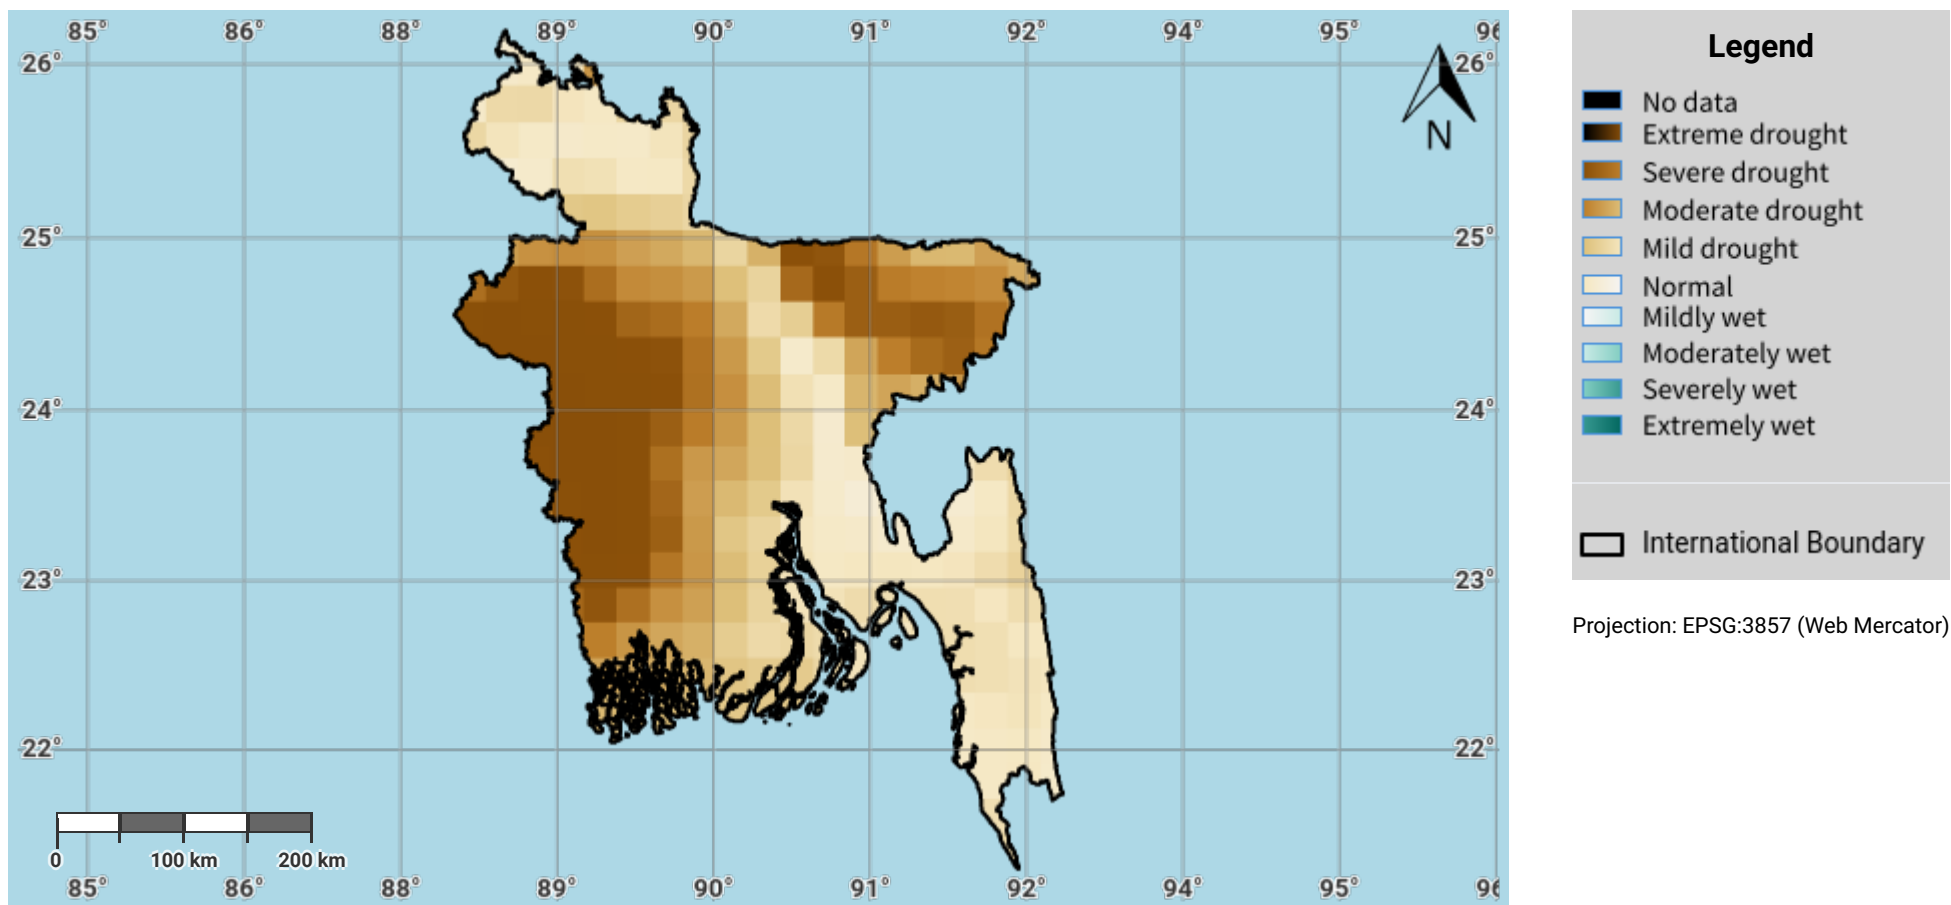 85° 86° 88° 89° 90° 91° 92° 94° 95° 96
26° 26°
N
25° 25°
24° 24°
23° 23°
22° 22°
0 100 km 200 km
85° 86° 88° 89° 90° 91° 92° 94° 95° 96
Legend
No data
Extreme drought
Severe drought
Moderate drought
Mild drought
Normal
Mildly wet
Moderately wet
Severely wet
Extremely wet
International Boundary
Projection: EPSG:3857 (Web Mercator)